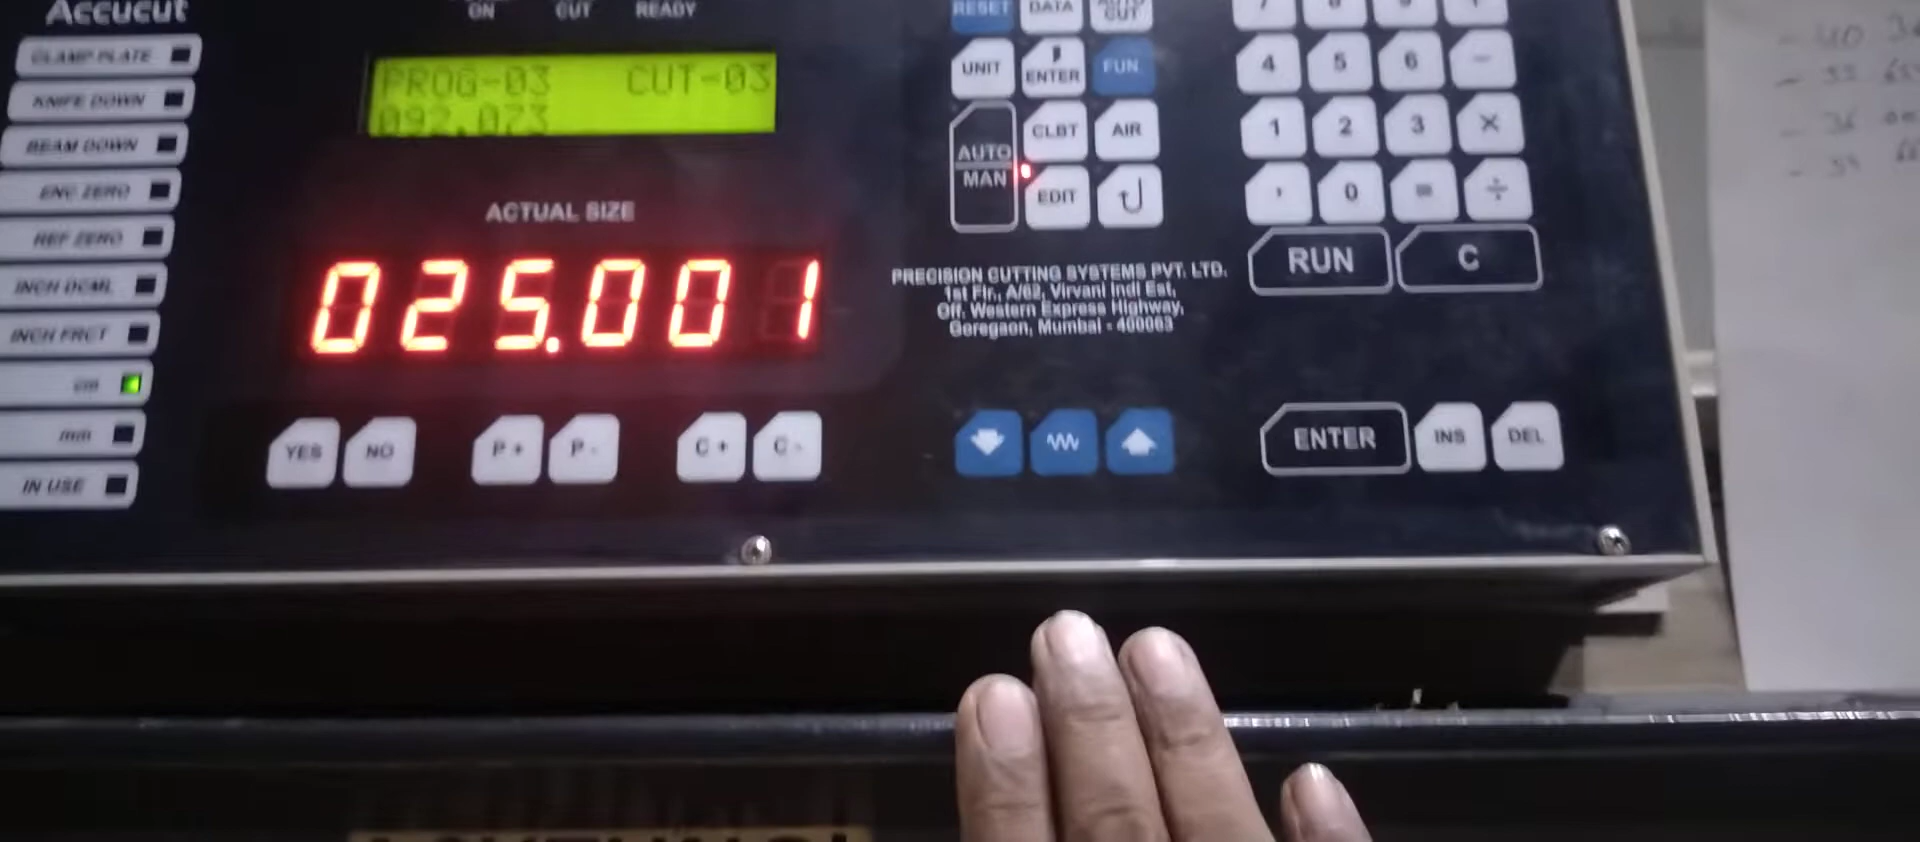 Accucut
ON CUT READY
CLAMP PLATE
KNIFE DOWN
BEAM DOWN
ENC ZERO
REF ZERO
INCH DCML
INCH FRCT
cm
mm
IN USE
PROG-03 CUT-03
092.073
ACTUAL SIZE
025.001
YES NO P + P - C + C -
RESET DATA CUT
UNIT ENTER FUN
AUTO CLBT AIR
MAN EDIT
4 5 6 -
1 2 3 ×
, 0 = ÷
RUN C
PRECISION CUTTING SYSTEMS PVT. LTD.
1st Flr., A/62, Virvani Indl Est,
Off. Western Express Highway,
Goregaon, Mumbai - 400063
ENTER INS DEL